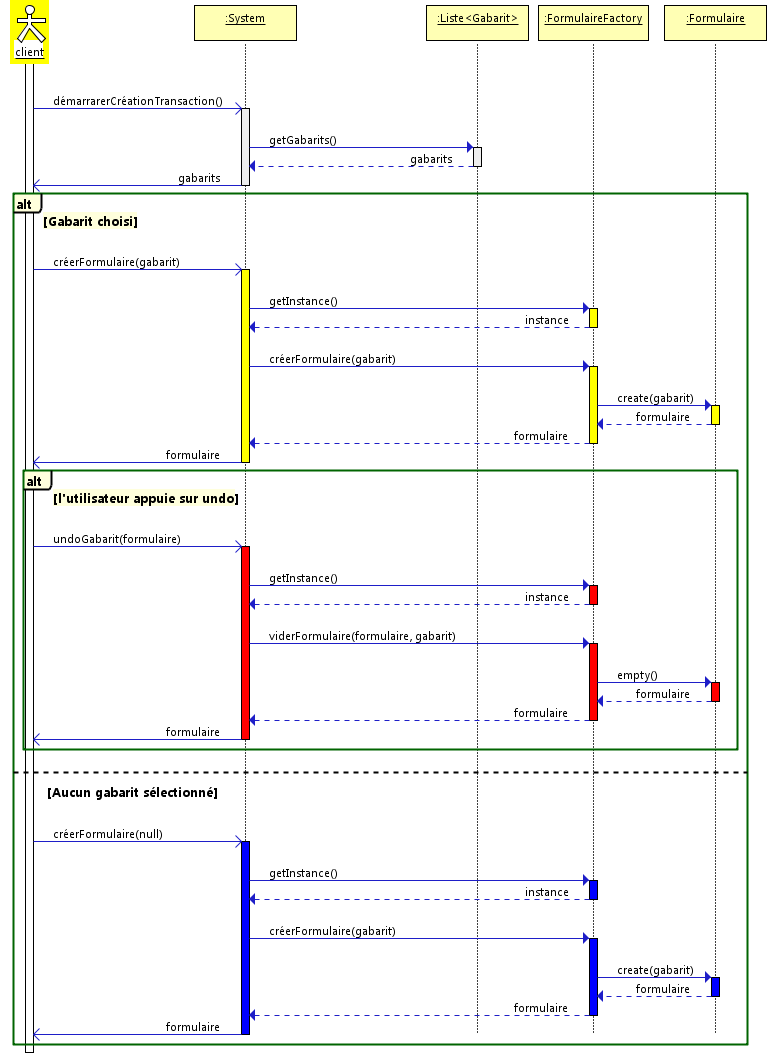 client
:System
:Liste<Gabarit>
:FormulaireFactory
:Formulaire
démarrarerCréationTransaction()
getGabarits()
gabarits
gabarits
alt
[Gabarit choisi]
créerFormulaire(gabarit)
getInstance()
instance
créerFormulaire(gabarit)
create(gabarit)
formulaire
formulaire
formulaire
alt
[l'utilisateur appuie sur undo]
undoGabarit(formulaire)
getInstance()
instance
viderFormulaire(formulaire, gabarit)
empty()
formulaire
formulaire
formulaire
[Aucun gabarit sélectionné]
créerFormulaire(null)
getInstance()
instance
créerFormulaire(gabarit)
create(gabarit)
formulaire
formulaire
formulaire